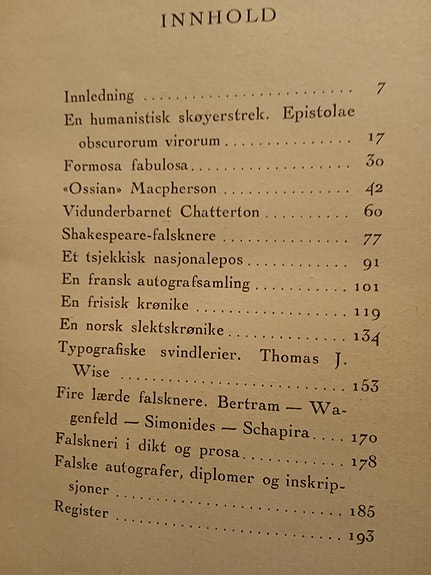 INNHOLD
Innledning ........................ 7
En humanistisk skøyerstrek. Epistolae
obscurorum virorum ................ 17
Formosa fabulosa ................... 30
«Ossian» Macpherson ............... 42
Vidunderbarnet Chatterton .......... 60
Shakespeare-falsknere .............. 77
Et tsjekkisk nasjonalepos ........... 91
En fransk autografsamling .......... 101
En frisisk krønike .................. 119
En norsk slektskrønike .............. 134
Typografiske svindlerier. Thomas J.
Wise ............................. 153
Fire lærde falsknere. Bertram — Wa-
genfeld — Simonides — Schapira .... 170
Falskneri i dikt og prosa ............ 178
Falske autografer, diplomer og inskrip-
sjoner ............................ 185
Register ........................... 193